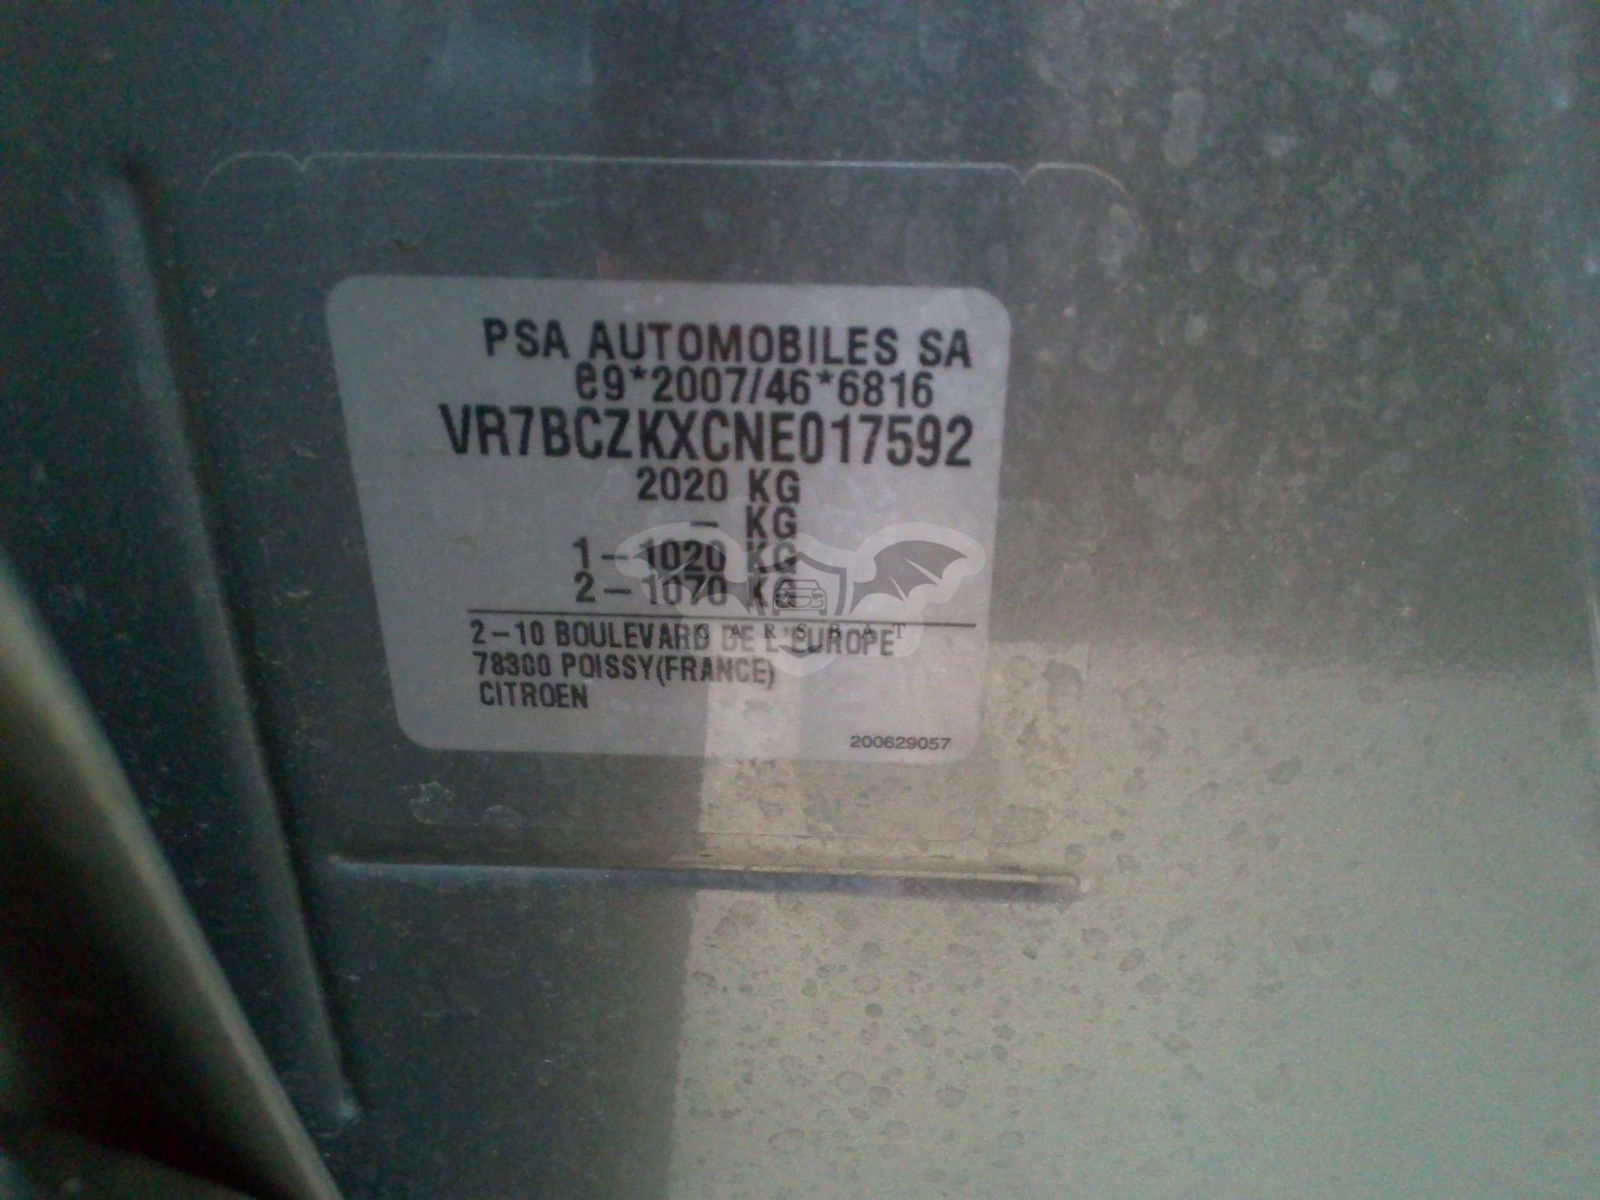 PSA AUTOMOBILES SA
e9*2007/46*6816
VR7BCZKXCNE017592
2020 KG
- KG
1-1020 KG
2-1070 KG
CARSBAT
2-10 BOULEVARD DE L'EUROPE
78300 POISSY(FRANCE)
CITROEN
200629057